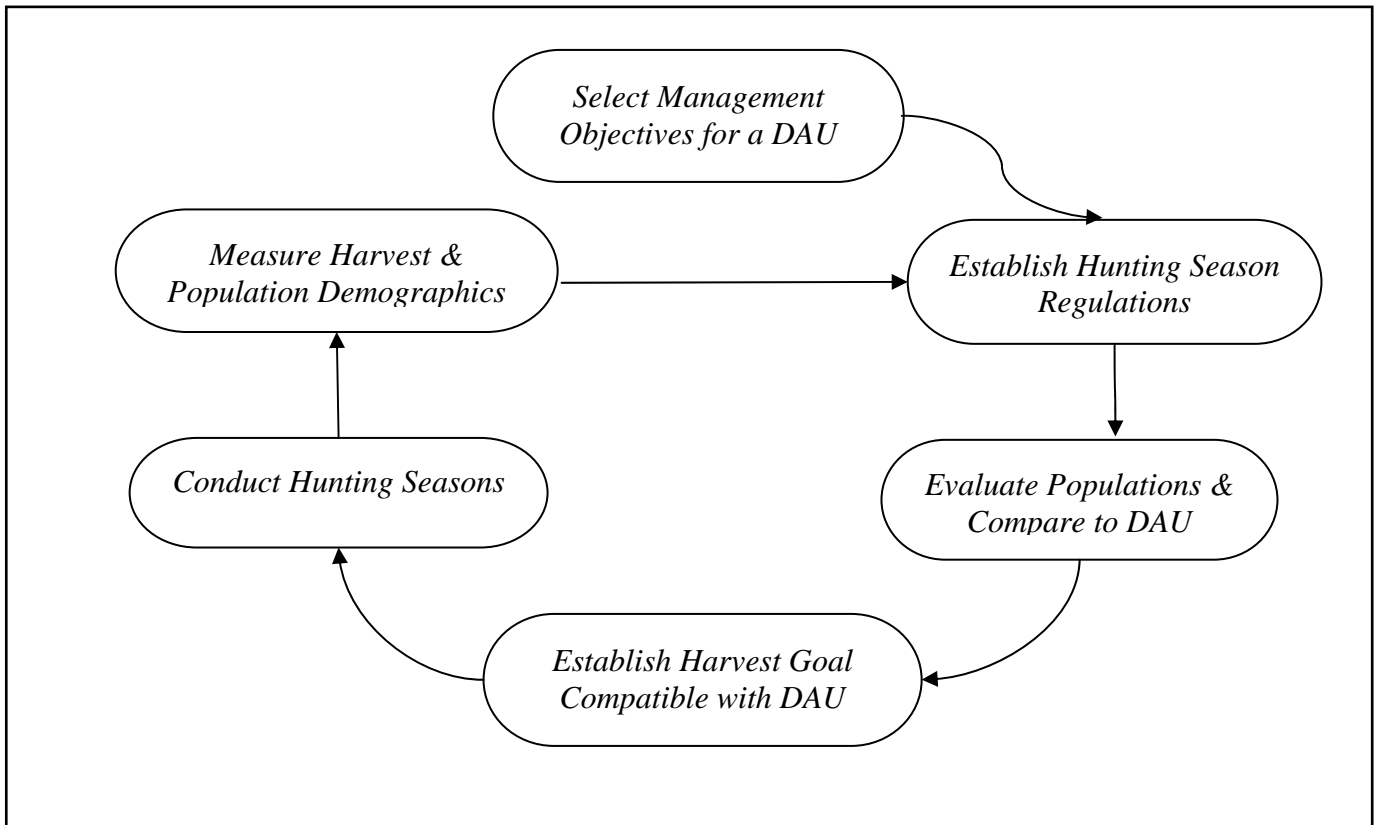 Select Management
Objectives for a DAU
Measure Harvest &
Population Demographics
Establish Hunting Season
Regulations
Conduct Hunting Seasons
Evaluate Populations &
Compare to DAU
Establish Harvest Goal
Compatible with DAU